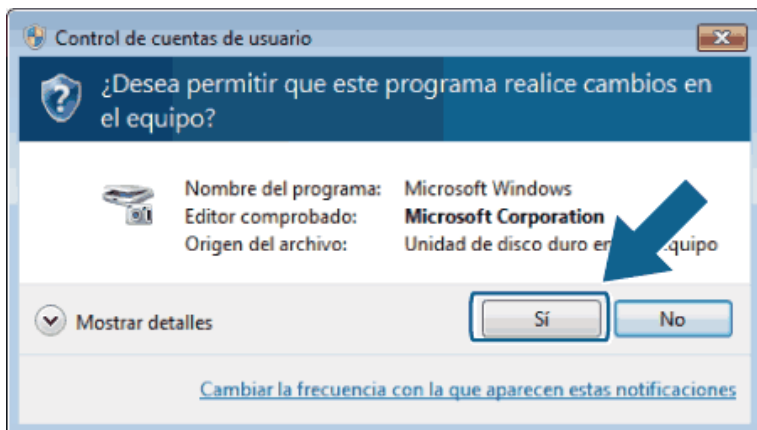 Control de cuentas de usuario
¿Desea permitir que este programa realice cambios en
el equipo?
Nombre del programa: Microsoft Windows
Editor comprobado: Microsoft Corporation
Origen del archivo: Unidad de disco duro
Mostrar detalles
Sí
No
Cambiar la frecuencia con la que aparecen estas notificaciones